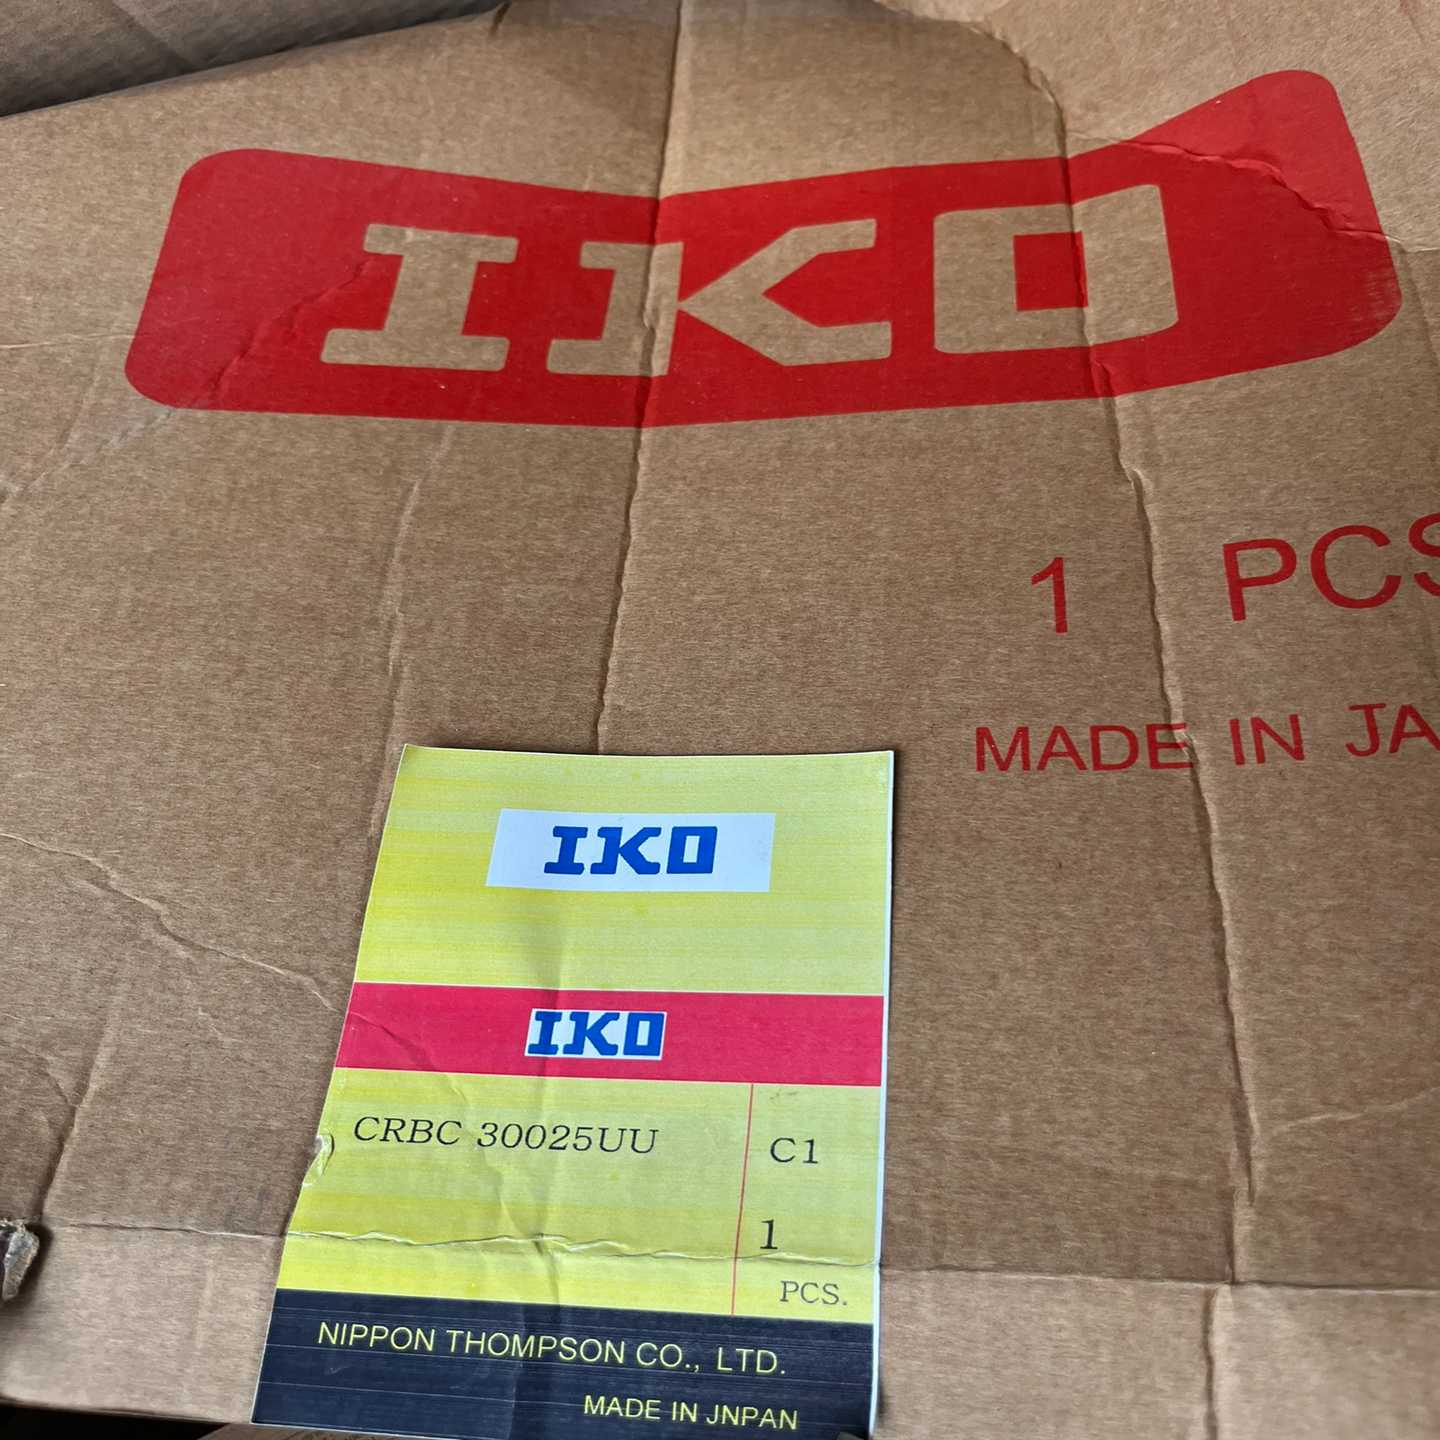 IKO
1 PCS
MADE IN JA
IKO
IKO
CRBC 30025UU
C1
1
PCS.
NIPPON THOMPSON CO., LTD.
MADE IN JNPAN